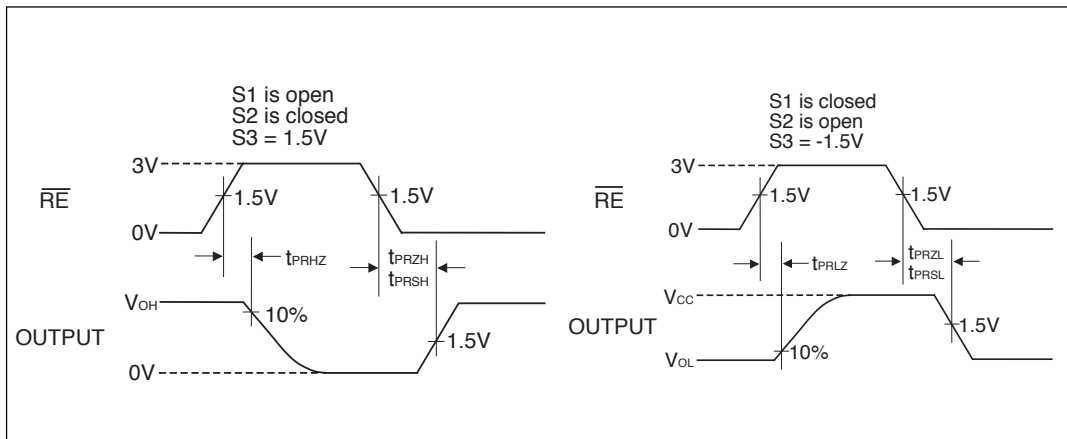 S1 is open
S2 is closed
S3 = 1.5V
3V
RE
1.5V
1.5V
0V
tPRHZ
tPRZH
tPRSH
VOH
10%
OUTPUT
1.5V
0V
S1 is closed
S2 is open
S3 = -1.5V
3V
RE
1.5V
1.5V
0V
tPRLZ
tPRZL
tPRSL
VCC
OUTPUT
1.5V
10%
VOL